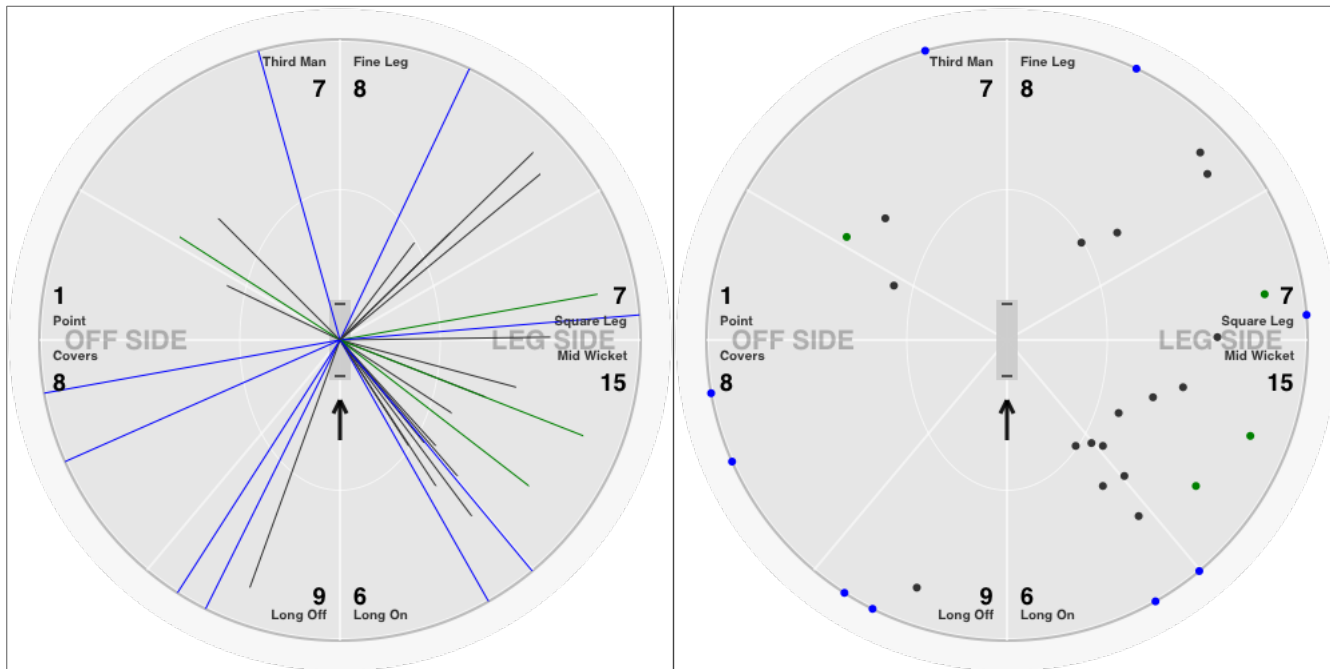 Third Man Fine Leg
7 8
1 7
Point Square Leg
OFF SIDE LEG SIDE
Covers Mid Wicket
8 15
9 6
Long Off Long On
Third Man Fine Leg
7 8
1 7
Point Square Leg
OFF SIDE LEG SIDE
Covers Mid Wicket
8 15
9 6
Long Off Long On